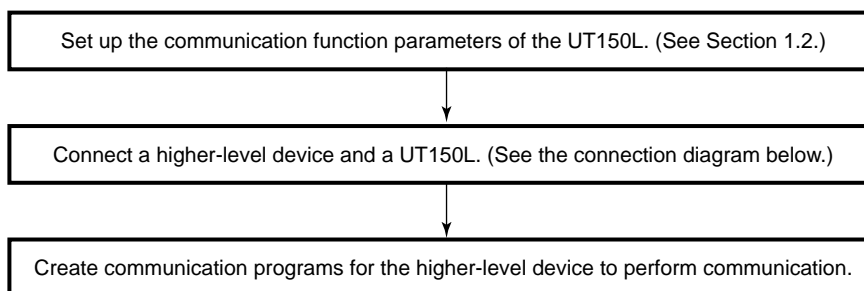 Set up the communication function parameters of the UT150L. (See Section 1.2.)
Connect a higher-level device and a UT150L. (See the connection diagram below.)
Create communication programs for the higher-level device to perform communication.